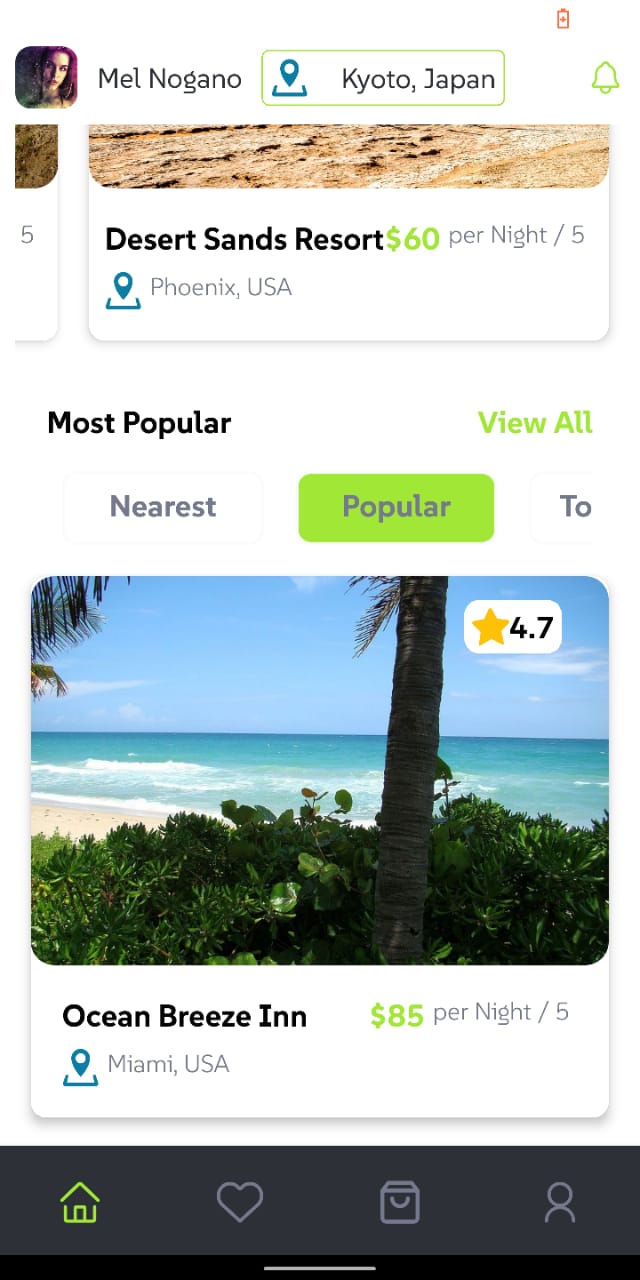 Mel Nogano
Kyoto, Japan
5
Desert Sands Resort$60 per Night / 5
Phoenix, USA
Most Popular
View All
Nearest
Popular
To
4.7
Ocean Breeze Inn
$85 per Night / 5
Miami, USA